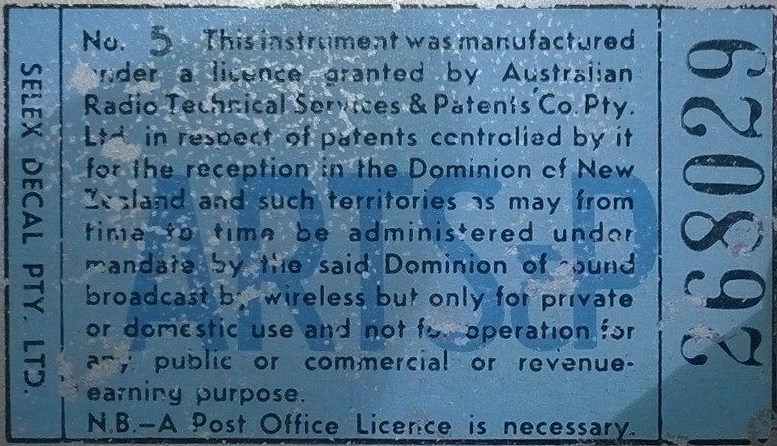 SELEX DECAL PTY. LTD.
No. 5 This instrument was manufactured
under a licence granted by Australian
Radio Technical Services & Patents Co. Pty.
Ltd. in respect of patents controlled by it
for the reception in the Dominion of New
Zealand and such territories as may from
time to time be administered under
mandate by the said Dominion of sound
broadcast by wireless but only for private
or domestic use and not for operation for
any public or commercial or revenue-
earning purpose.
N.B.—A Post Office Licence is necessary.
ARTS&P
268029